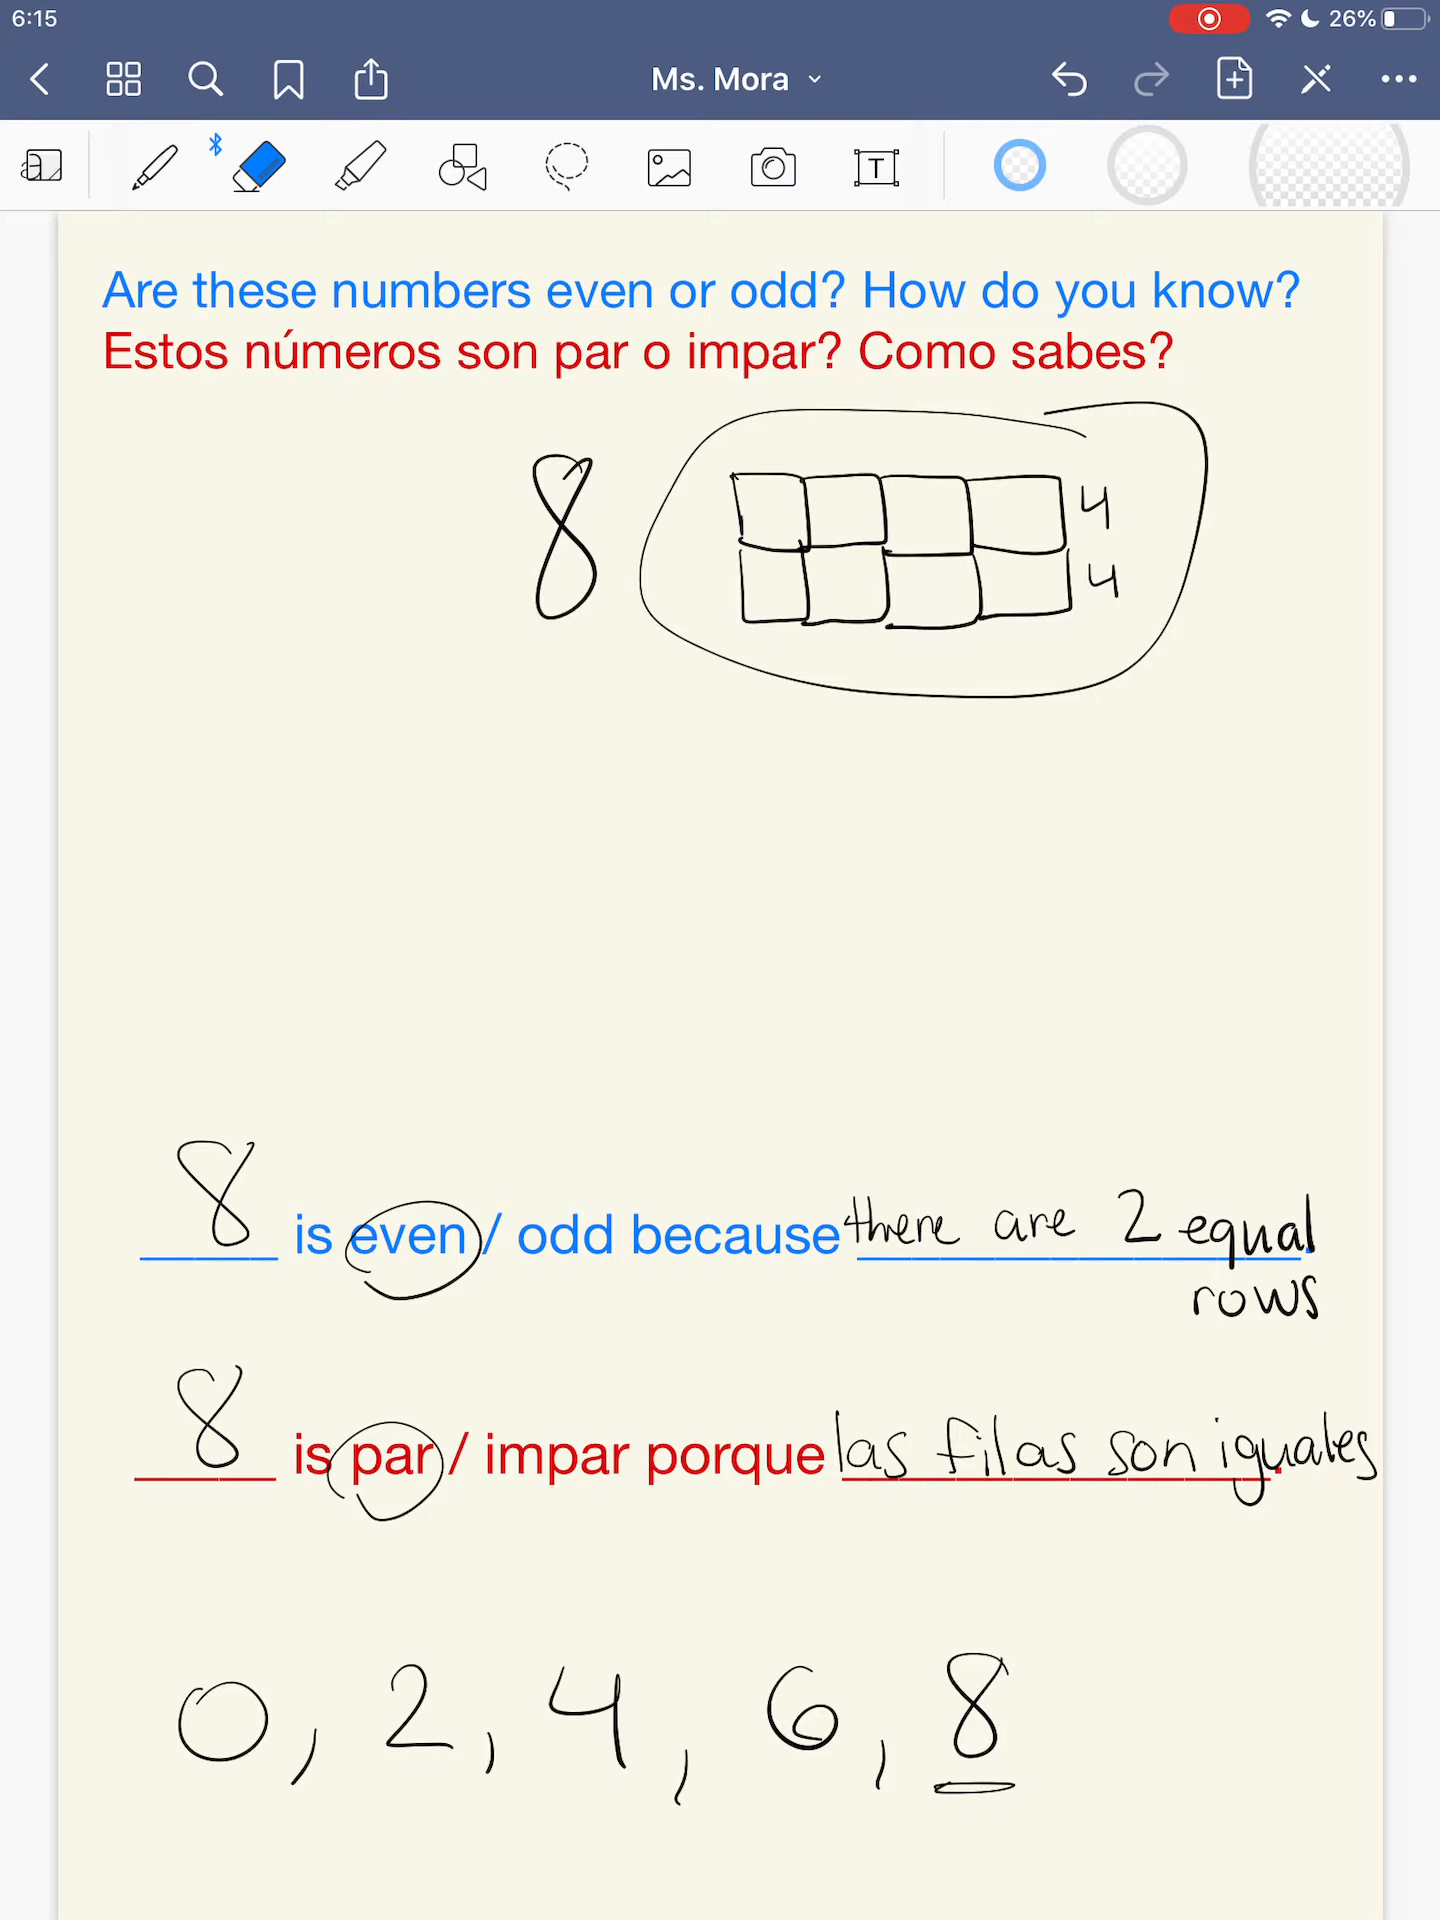 6:15 26%
Ms. Mora
a T
Are these numbers even or odd? How do you know?
Estos números son par o impar? Como sabes?
8 4
4
8 is even / odd because there are 2 equal
rows
8 is par / impar porque las filas son iguales.
0, 2, 4, 6, 8